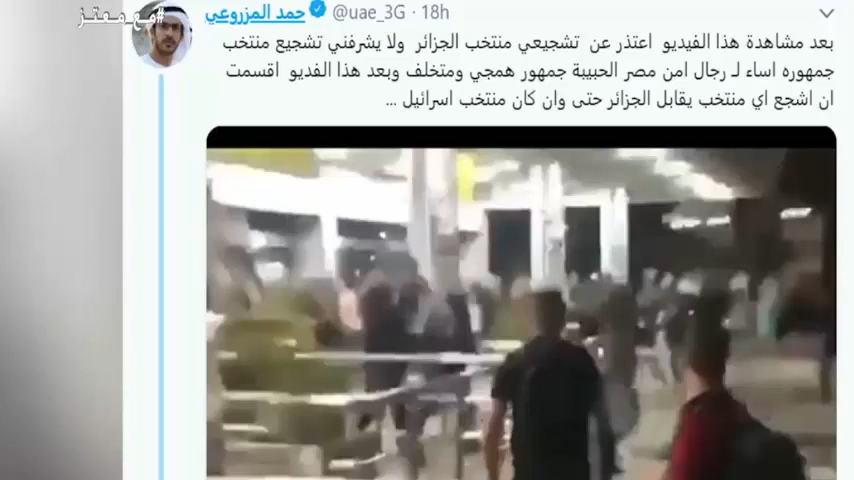 #مع_معتز
حمد المزروعي @uae_3G · 18h
بعد مشاهدة هذا الفيديو اعتذر عن تشجيعي منتخب الجزائر ولا يشرفني تشجيع منتخب
جمهوره اساء لـ رجال امن مصر الحبيبة جمهور همجي ومتخلف وبعد هذا الفديو اقسمت
ان اشجع اي منتخب يقابل الجزائر حتى وان كان منتخب اسرائيل ...